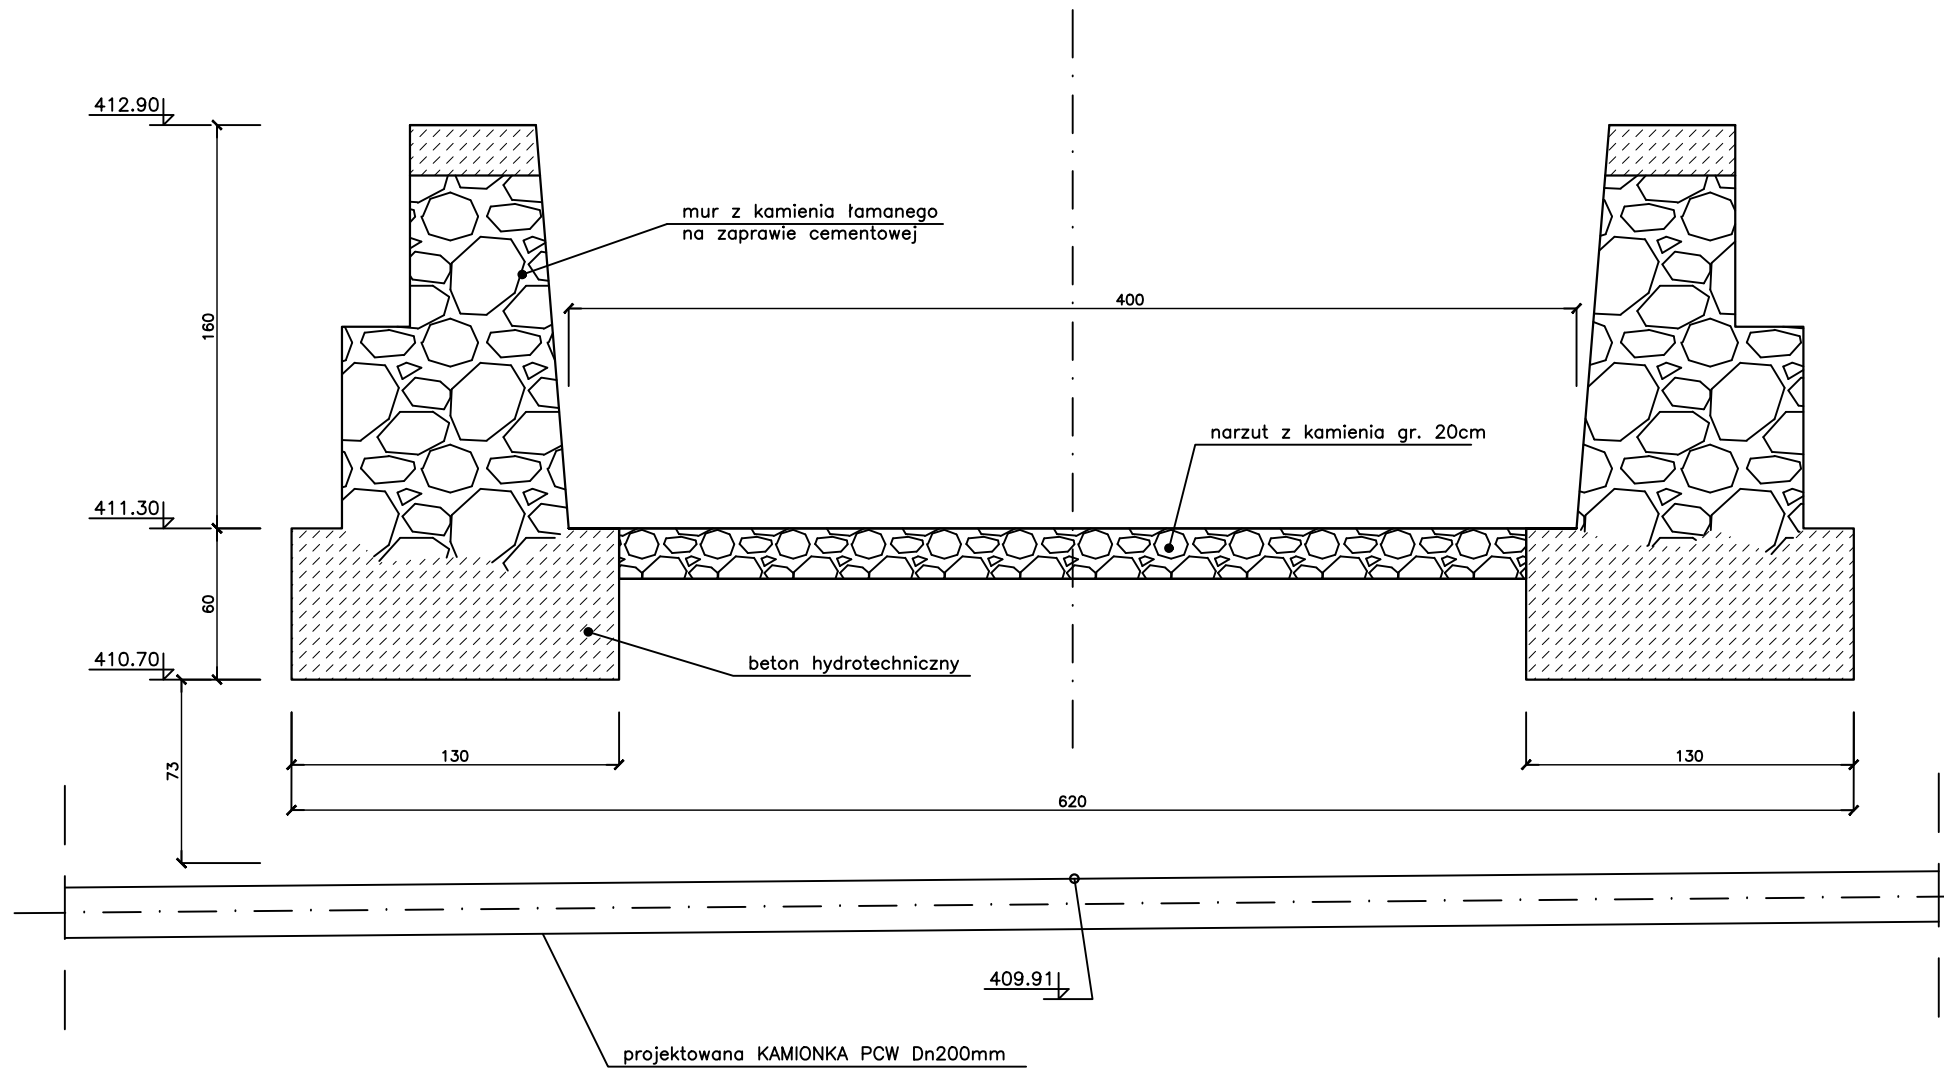 412.90
mur z kamienia łamanego
na zaprawie cementowej
400
160
narzut z kamienia gr. 20cm
411.30
60
410.70
beton hydrotechniczny
130
130
73
620
409.91
projektowana KAMIONKA PCW Dn200mm